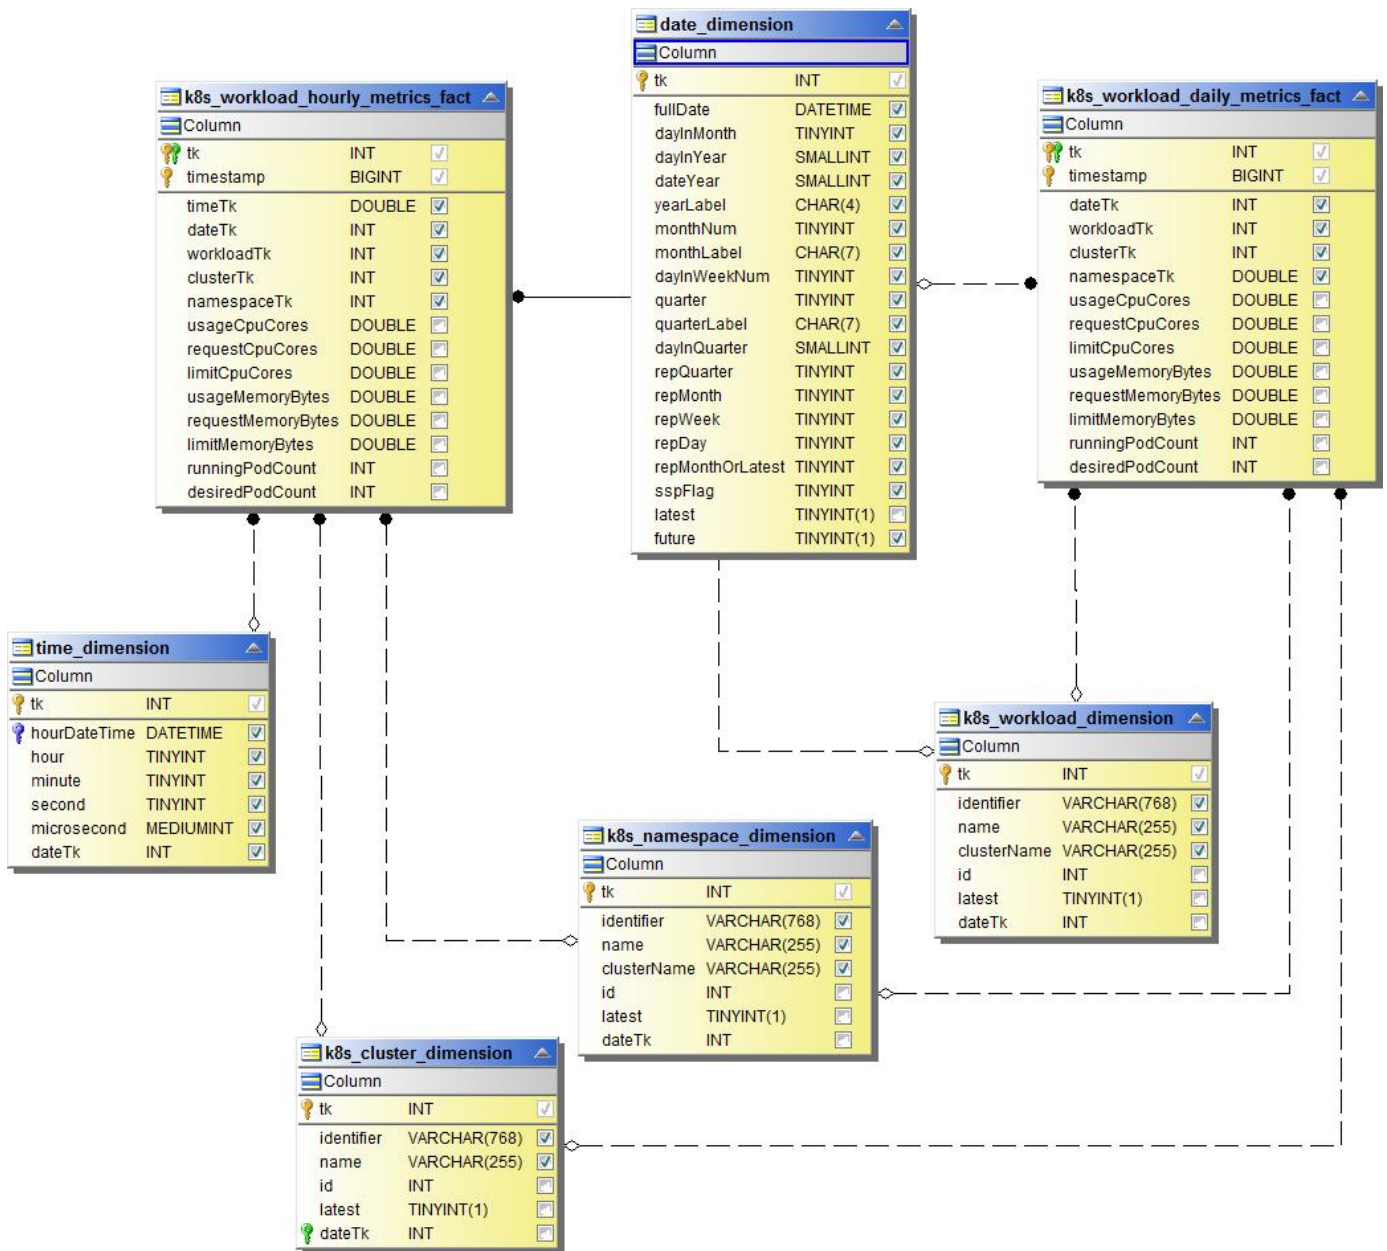 date_dimension
Column
tk INT
fullDate DATETIME
dayInMonth TINYINT
dayInYear SMALLINT
dateYear SMALLINT
yearLabel CHAR(4)
monthNum TINYINT
monthLabel CHAR(7)
dayInWeekNum TINYINT
quarter TINYINT
quarterLabel CHAR(7)
dayInQuarter SMALLINT
repQuarter TINYINT
repMonth TINYINT
repWeek TINYINT
repDay TINYINT
repMonthOrLatest TINYINT
sspFlag TINYINT
latest TINYINT(1)
future TINYINT(1)
k8s_workload_hourly_metrics_fact
Column
tk INT
timestamp BIGINT
timeTk DOUBLE
dateTk INT
workloadTk INT
clusterTk INT
namespaceTk INT
usageCpuCores DOUBLE
requestCpuCores DOUBLE
limitCpuCores DOUBLE
usageMemoryBytes DOUBLE
requestMemoryBytes DOUBLE
limitMemoryBytes DOUBLE
runningPodCount INT
desiredPodCount INT
k8s_workload_daily_metrics_fact
Column
tk INT
timestamp BIGINT
dateTk INT
workloadTk INT
clusterTk INT
namespaceTk DOUBLE
usageCpuCores DOUBLE
requestCpuCores DOUBLE
limitCpuCores DOUBLE
usageMemoryBytes DOUBLE
requestMemoryBytes DOUBLE
limitMemoryBytes DOUBLE
runningPodCount INT
desiredPodCount INT
time_dimension
Column
tk INT
hourDateTime DATETIME
hour TINYINT
minute TINYINT
second TINYINT
microsecond MEDIUMINT
dateTk INT
k8s_workload_dimension
Column
tk INT
identifier VARCHAR(768)
name VARCHAR(255)
clusterName VARCHAR(255)
id INT
latest TINYINT(1)
dateTk INT
k8s_namespace_dimension
Column
tk INT
identifier VARCHAR(768)
name VARCHAR(255)
clusterName VARCHAR(255)
id INT
latest TINYINT(1)
dateTk INT
k8s_cluster_dimension
Column
tk INT
identifier VARCHAR(768)
name VARCHAR(255)
id INT
latest TINYINT(1)
dateTk INT